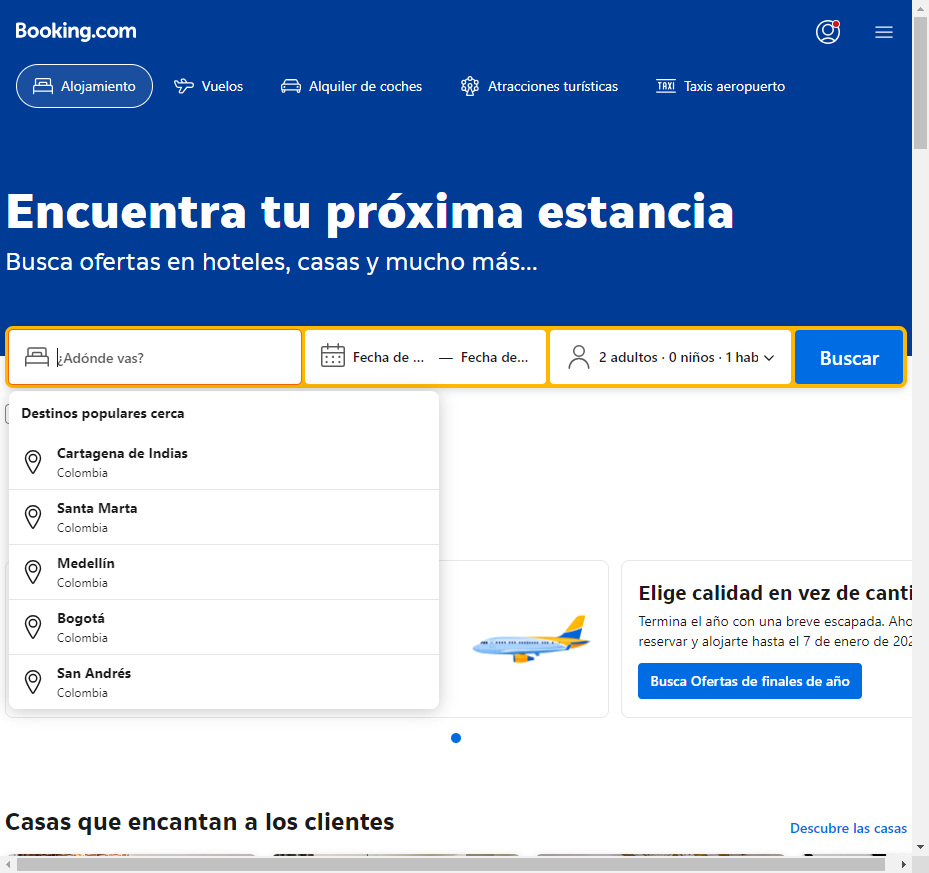 Booking.com
Alojamiento
Vuelos
Alquiler de coches
Atracciones turísticas
TAXI
Taxis aeropuerto
Encuentra tu próxima estancia
Busca ofertas en hoteles, casas y mucho más...
¿Adónde vas?
Fecha de ... — Fecha de...
2 adultos · 0 niños · 1 hab
Buscar
Destinos populares cerca
Cartagena de Indias
Colombia
Santa Marta
Colombia
Medellín
Colombia
Bogotá
Colombia
San Andrés
Colombia
Elige calidad en vez de canti
Termina el año con una breve escapada. Aho
reservar y alojarte hasta el 7 de enero de 202
Busca Ofertas de finales de año
Casas que encantan a los clientes
Descubre las casas